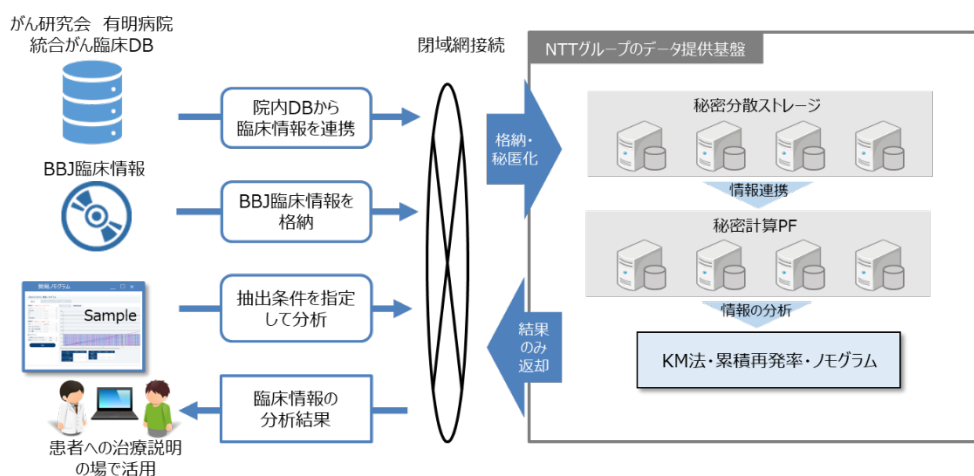 がん研究会 有明病院
統合がん臨床DB
院内DBから
臨床情報を連携
BBJ臨床情報
BBJ臨床情報を
格納
Sample
抽出条件を指定
して分析
臨床情報の
分析結果
患者への治療説明
の場で活用
閉域網接続
格納・
秘匿化
結果
のみ
返却
NTTグループのデータ提供基盤
秘密分散ストレージ
情報連携
秘密計算PF
情報の分析
KM法・累積再発率・ノモグラム